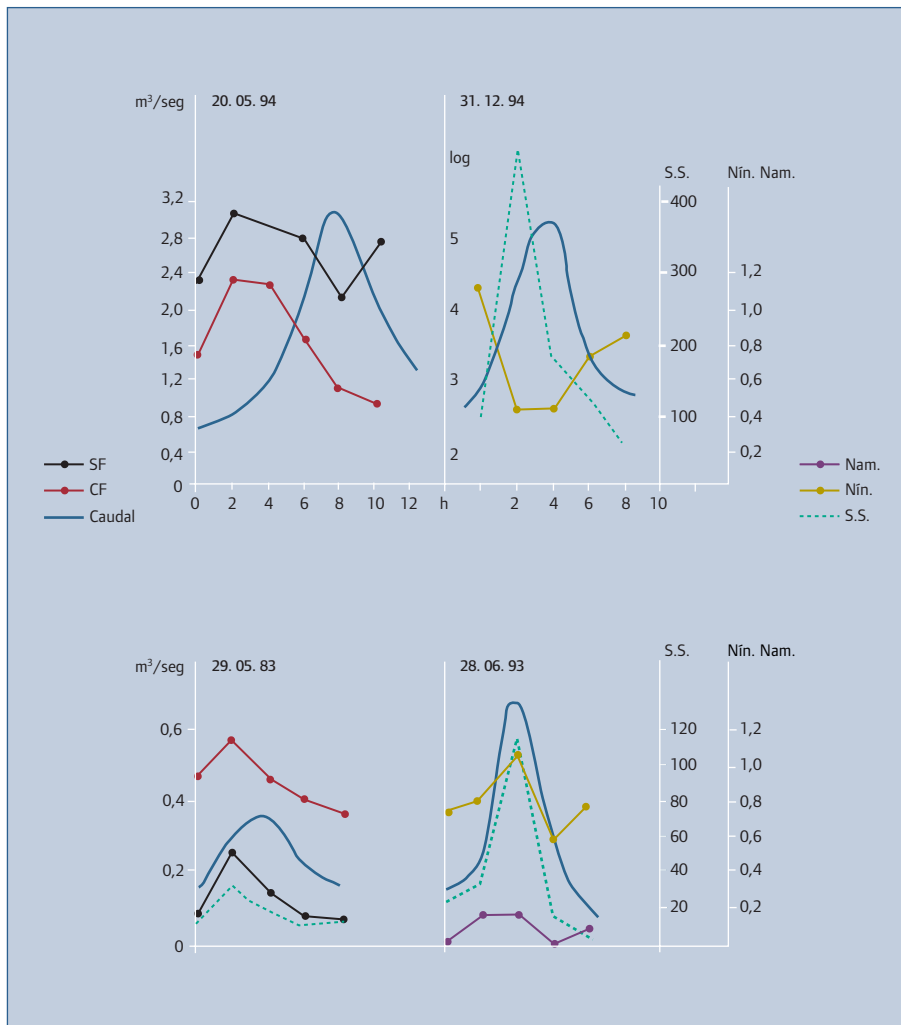 m³/seg 20. 05. 94 31. 12. 94
log
S.S. Nín. Nam.
3,2 400
2,8 5
2,4 300 1,2
2,0 4 1,0
1,6 200 0,8
1,2 3 0,6
0,8 100 0,4
0,4 2 0,2
0
0 2 4 6 8 10 12 h 2 4 6 8 10
SF
CF
Caudal
Nam.
Nín.
S.S.
m³/seg 29. 05. 83 28. 06. 93 S.S. Nín. Nam.
0,6 120 1,2
100 1,0
0,4 80 0,8
60 0,6
0,2 40 0,4
20 0,2
0